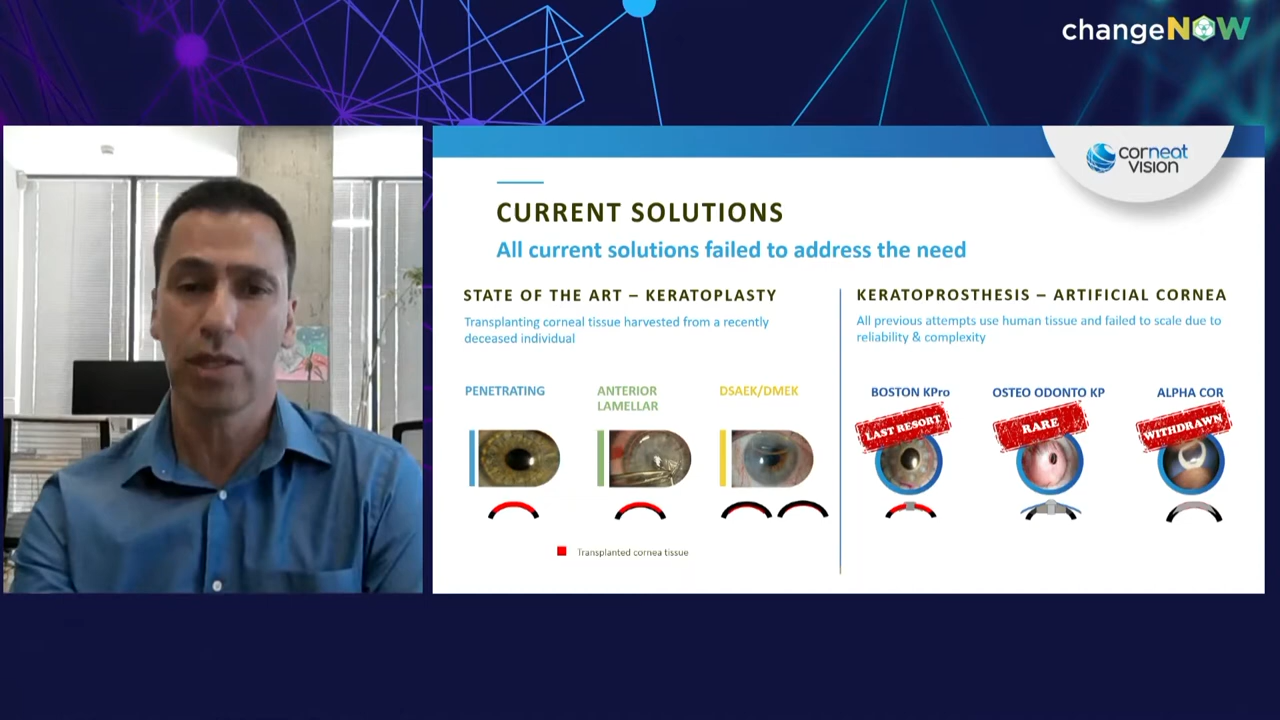 changeNOW
corneat
vision
CURRENT SOLUTIONS
All current solutions failed to address the need
STATE OF THE ART – KERATOPLASTY
Transplanting corneal tissue harvested from a recently
deceased individual
PENETRATING
ANTERIOR
LAMELLAR
DSAEK/DMEK
Transplanted cornea tissue
KERATOPROSTHESIS – ARTIFICIAL CORNEA
All previous attempts use human tissue and failed to scale due to
reliability & complexity
BOSTON KPro
OSTEO ODONTO KP
ALPHA COR
LAST RESORT
RARE
WITHDRAWN